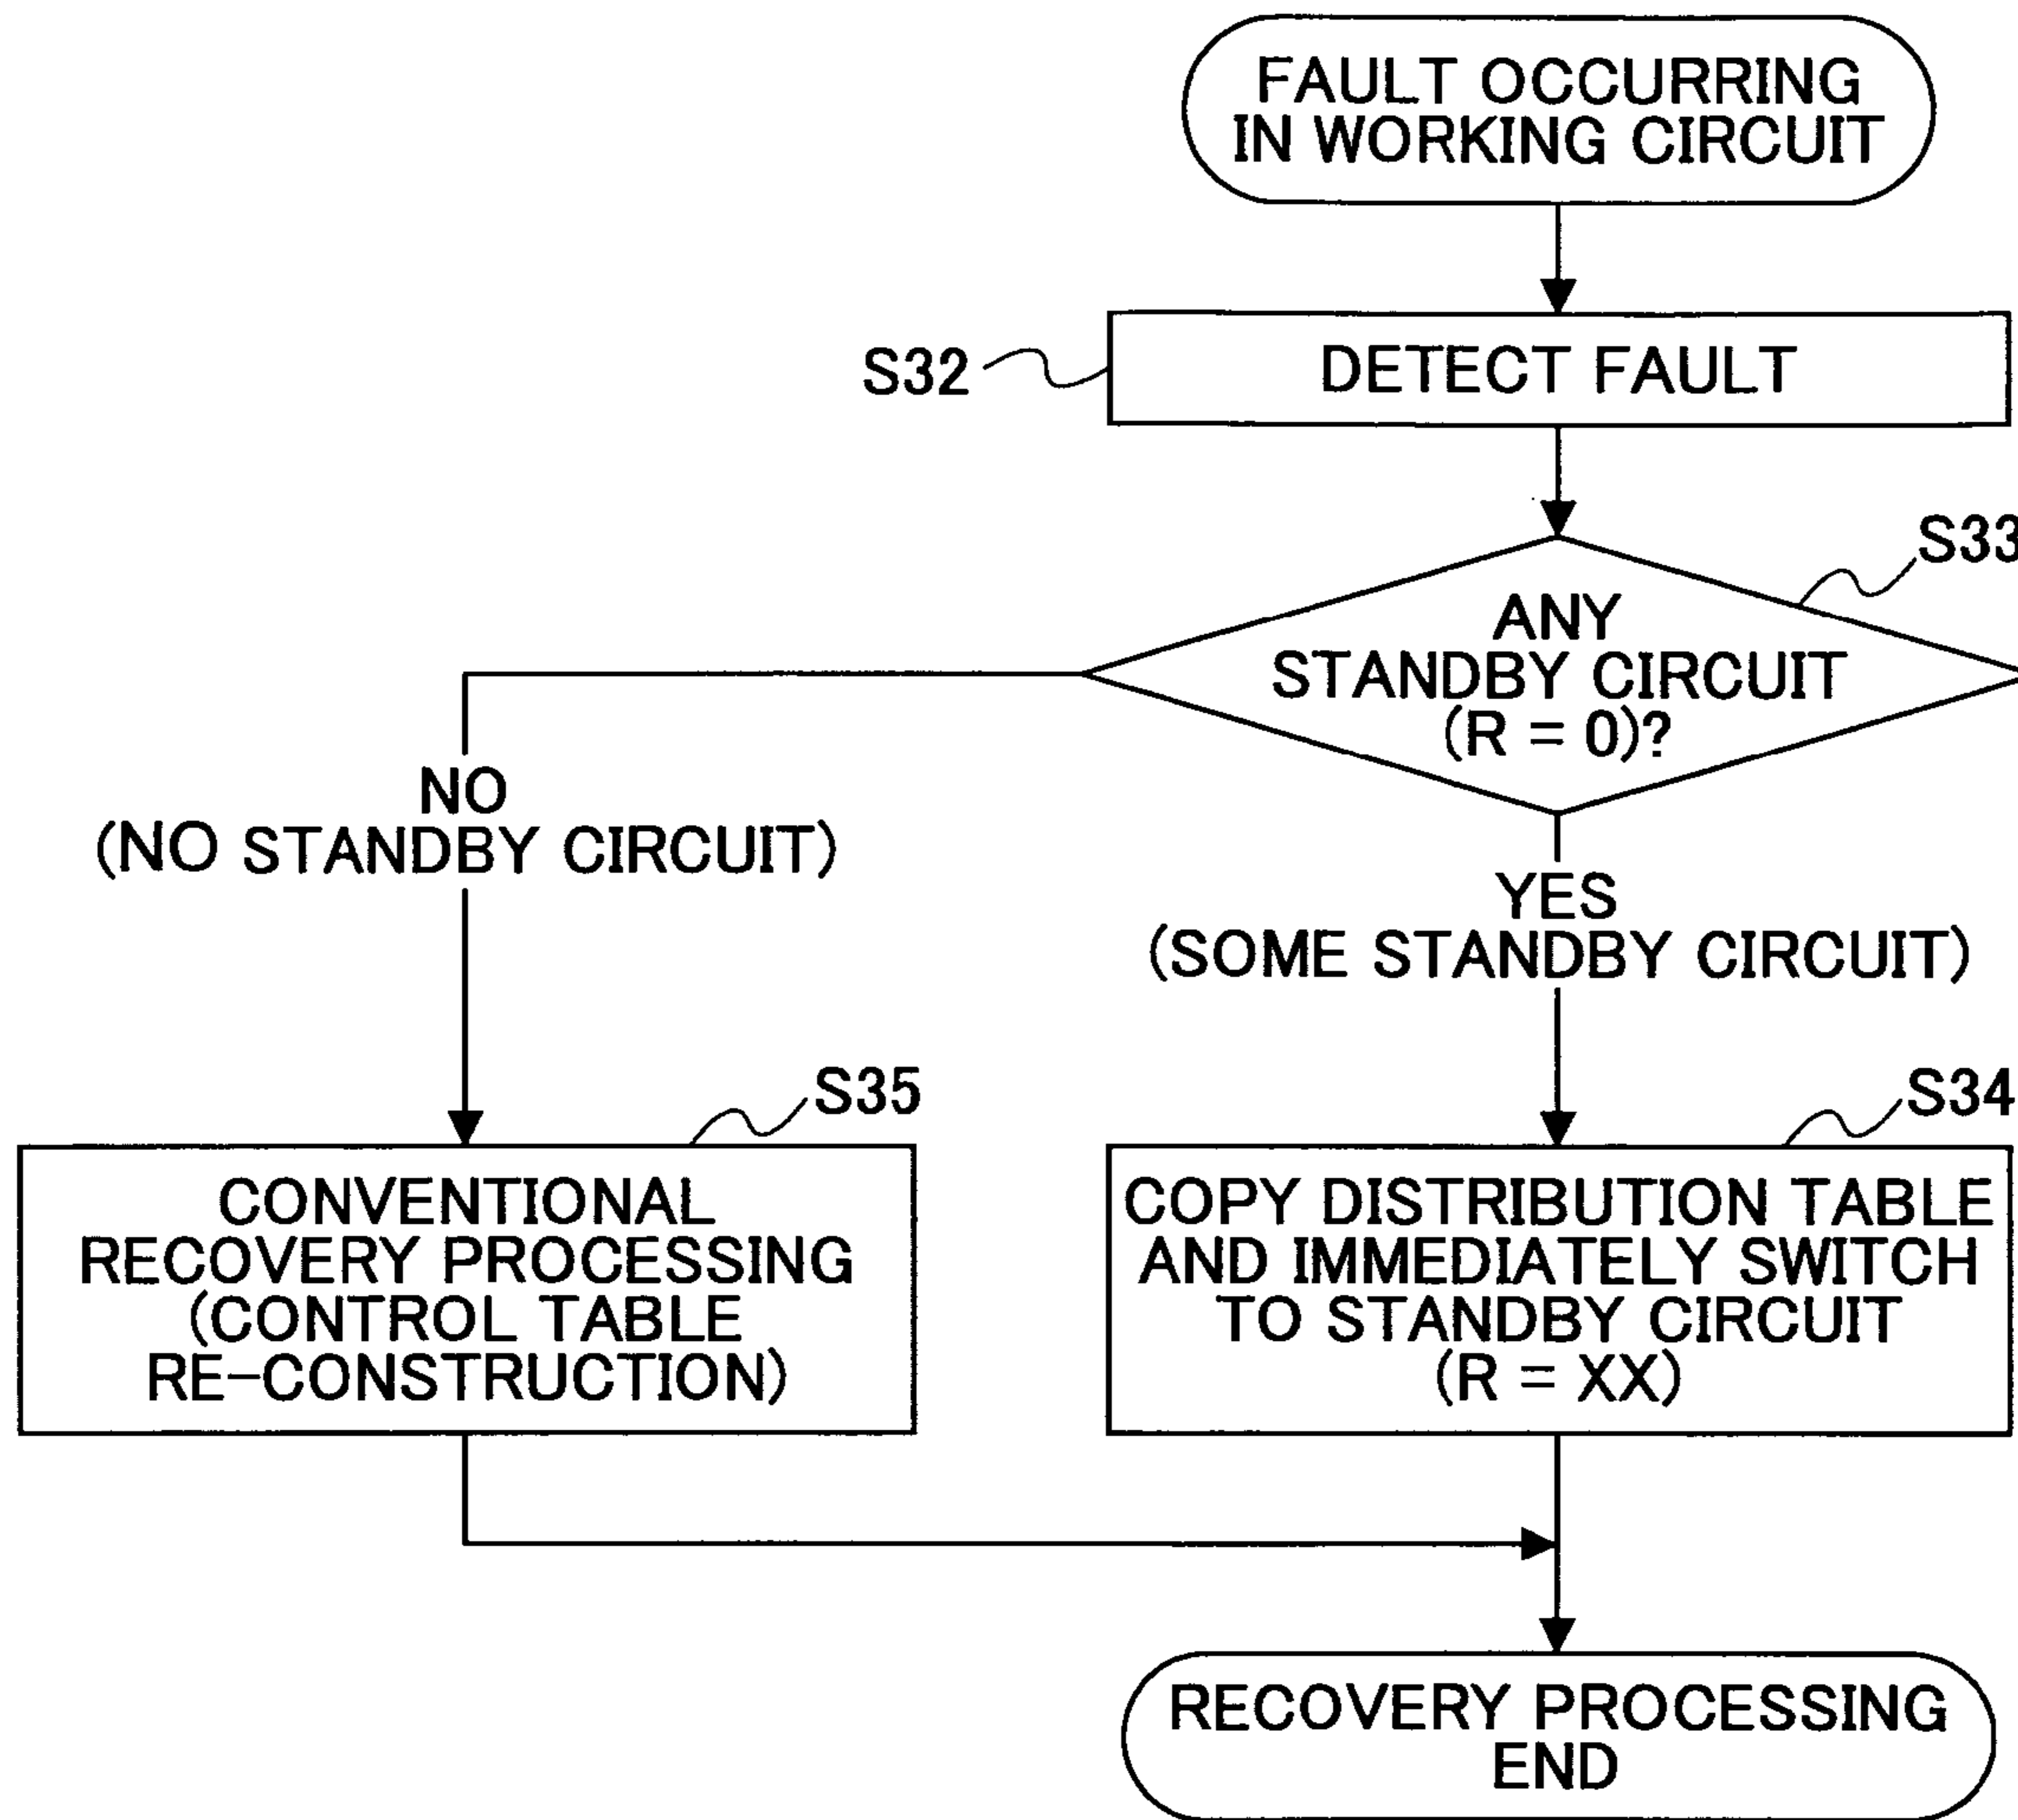 FAULT OCCURRING
IN WORKING CIRCUIT
S32
DETECT FAULT
S33
ANY
STANDBY CIRCUIT
(R = 0)?
NO
(NO STANDBY CIRCUIT)
YES
(SOME STANDBY CIRCUIT)
S35
CONVENTIONAL
RECOVERY PROCESSING
(CONTROL TABLE
RE-CONSTRUCTION)
S34
COPY DISTRIBUTION TABLE
AND IMMEDIATELY SWITCH
TO STANDBY CIRCUIT
(R = XX)
RECOVERY PROCESSING
END